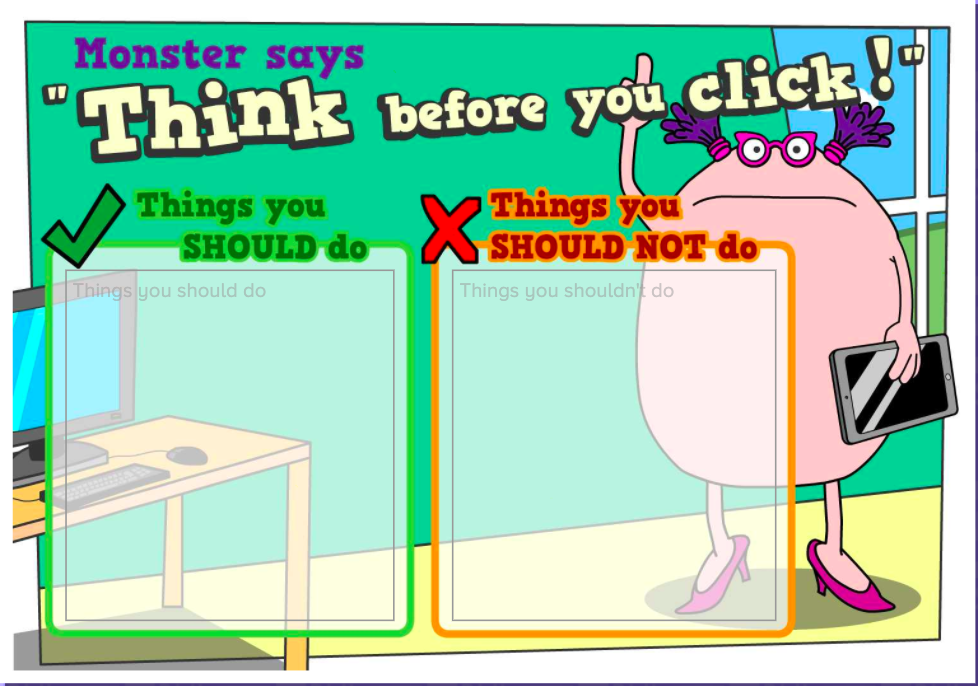 Monster says
"Think before you click!"
Things you
SHOULD do
Things you should do
Things you
SHOULD NOT do
Things you shouldn't do